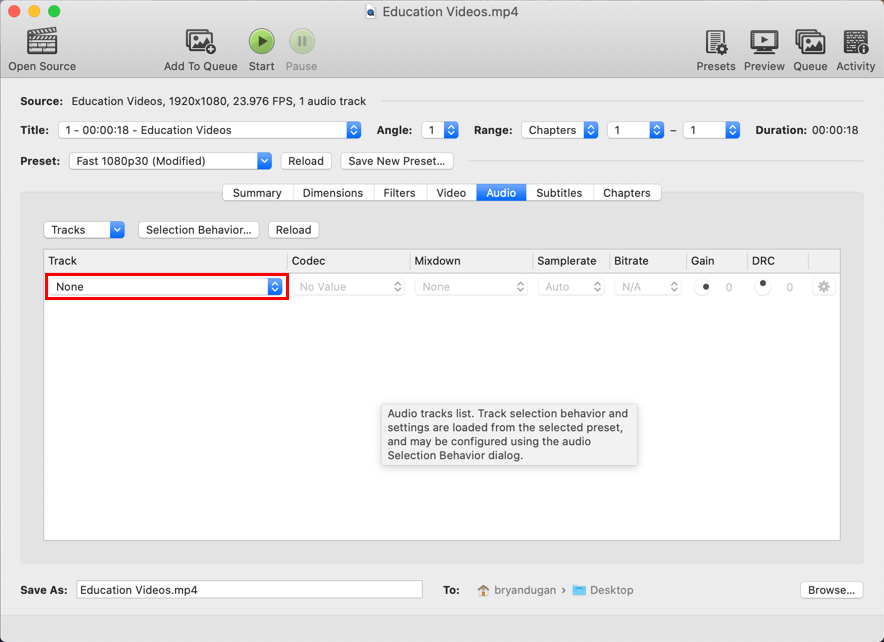 Education Videos.mp4
Open Source Add To Queue Start Pause Presets Preview Queue Activity
Source: Education Videos, 1920x1080, 23.976 FPS, 1 audio track
Title: 1 - 00:00:18 - Education Videos Angle: 1 Range: Chapters 1 – 1 Duration: 00:00:18
Preset: Fast 1080p30 (Modified) Reload Save New Preset...
Summary Dimensions Filters Video Audio Subtitles Chapters
Tracks Selection Behavior... Reload
Track Codec Mixdown Samplerate Bitrate Gain DRC
None No Value None Auto N/A 0 0
Audio tracks list. Track selection behavior and
settings are loaded from the selected preset,
and may be configured using the audio
Selection Behavior dialog.
Save As: Education Videos.mp4 To: bryandugan › Desktop Browse...